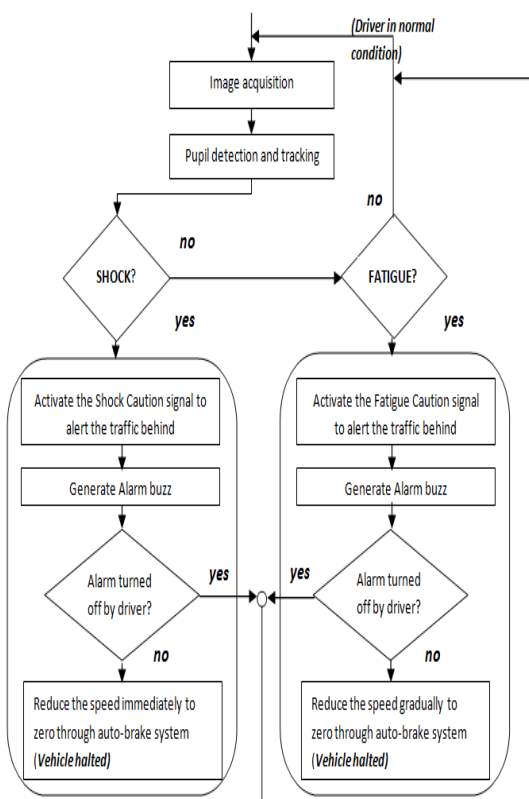 (Driver in normal
condition)
Image acquisition
Pupil detection and tracking
no
no
SHOCK?
FATIGUE?
yes
yes
Activate the Shock Caution signal to
alert the traffic behind
Generate Alarm buzz
Alarm turned
off by driver?
yes
no
Reduce the speed immediately to
zero through auto-brake system
(Vehicle halted)
Activate the Fatigue Caution signal
to alert the traffic behind
Generate Alarm buzz
Alarm turned
off by driver?
yes
no
Reduce the speed gradually to
zero through auto-brake system
(Vehicle halted)